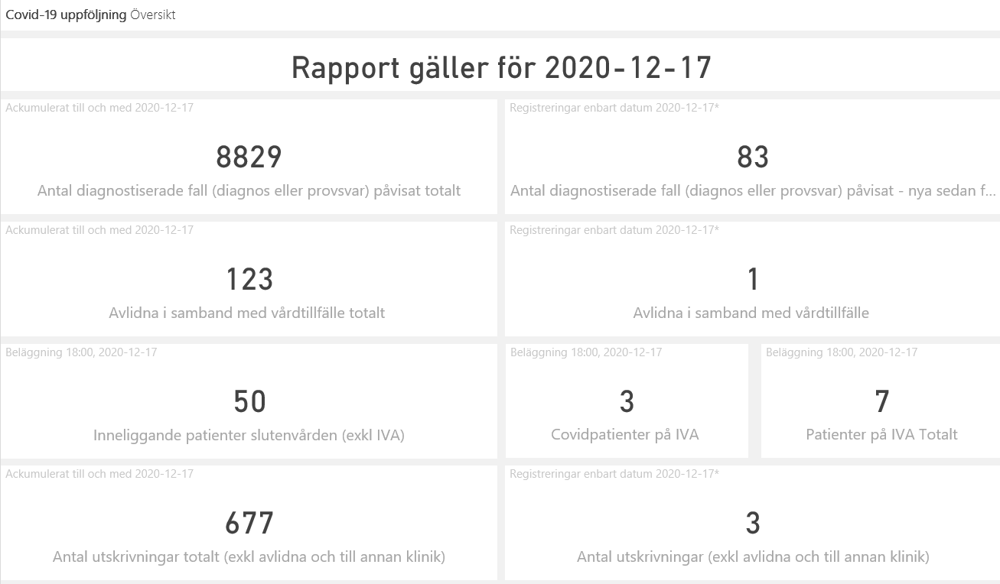 Covid-19 uppföljning Översikt
Rapport gäller för 2020-12-17
Ackumulerat till och med 2020-12-17
8829
Antal diagnostiserade fall (diagnos eller provsvar) påvisat totalt
Registreringar enbart datum 2020-12-17*
83
Antal diagnostiserade fall (diagnos eller provsvar) påvisat - nya sedan f...
Ackumulerat till och med 2020-12-17
123
Avlidna i samband med vårdtillfälle totalt
Registreringar enbart datum 2020-12-17*
1
Avlidna i samband med vårdtillfälle
Beläggning 18:00, 2020-12-17
50
Inneliggande patienter slutenvården (exkl IVA)
Beläggning 18:00, 2020-12-17
3
Covidpatienter på IVA
Beläggning 18:00, 2020-12-17
7
Patienter på IVA Totalt
Ackumulerat till och med 2020-12-17
677
Antal utskrivningar totalt (exkl avlidna och till annan klinik)
Registreringar enbart datum 2020-12-17*
3
Antal utskrivningar (exkl avlidna och till annan klinik)